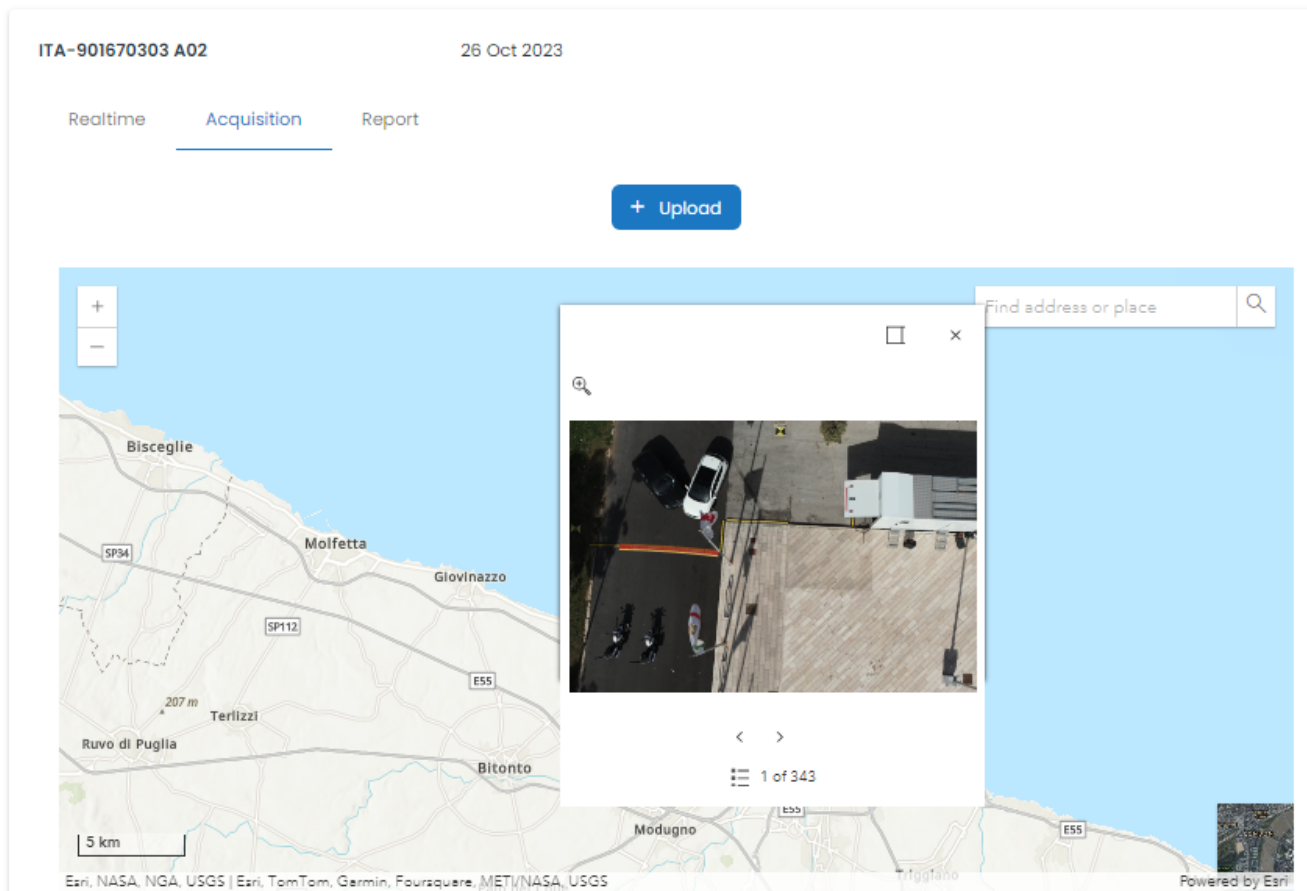 ITA-901670303 A02
26 Oct 2023
Realtime
Acquisition
Report
+ Upload
+
−
Find address or place
Bisceglie
SP34
Molfetta
Giovinazzo
SP112
E55
207 m
Terlizzi
Ruvo di Puglia
Bitonto
1 of 343
E55
Modugno
E55
5 km
Triggiano
Esri, NASA, NGA, USGS | Esri, TomTom, Garmin, Foursquare, METI/NASA, USGS
Powered by Esri